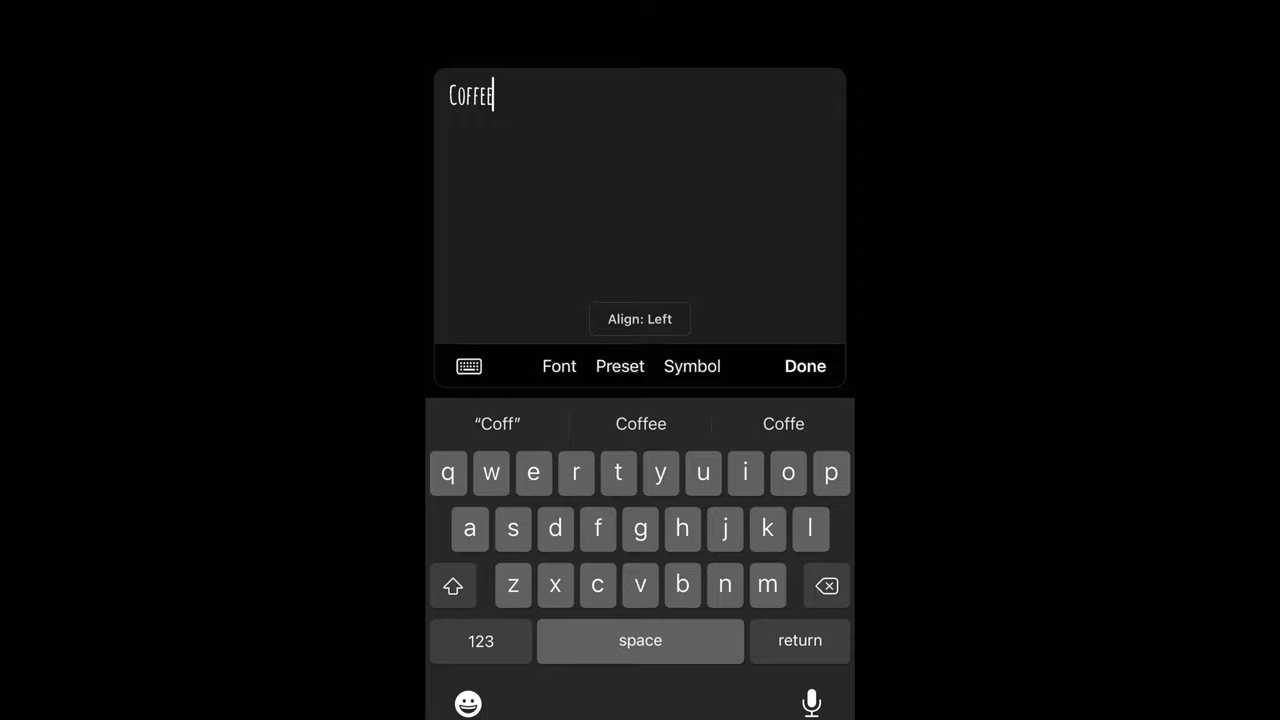 Coffee
Align: Left
Font Preset Symbol Done
“Coff” Coffee Coffe
q w e r t y u i o p
a s d f g h j k l
z x c v b n m
123 space return